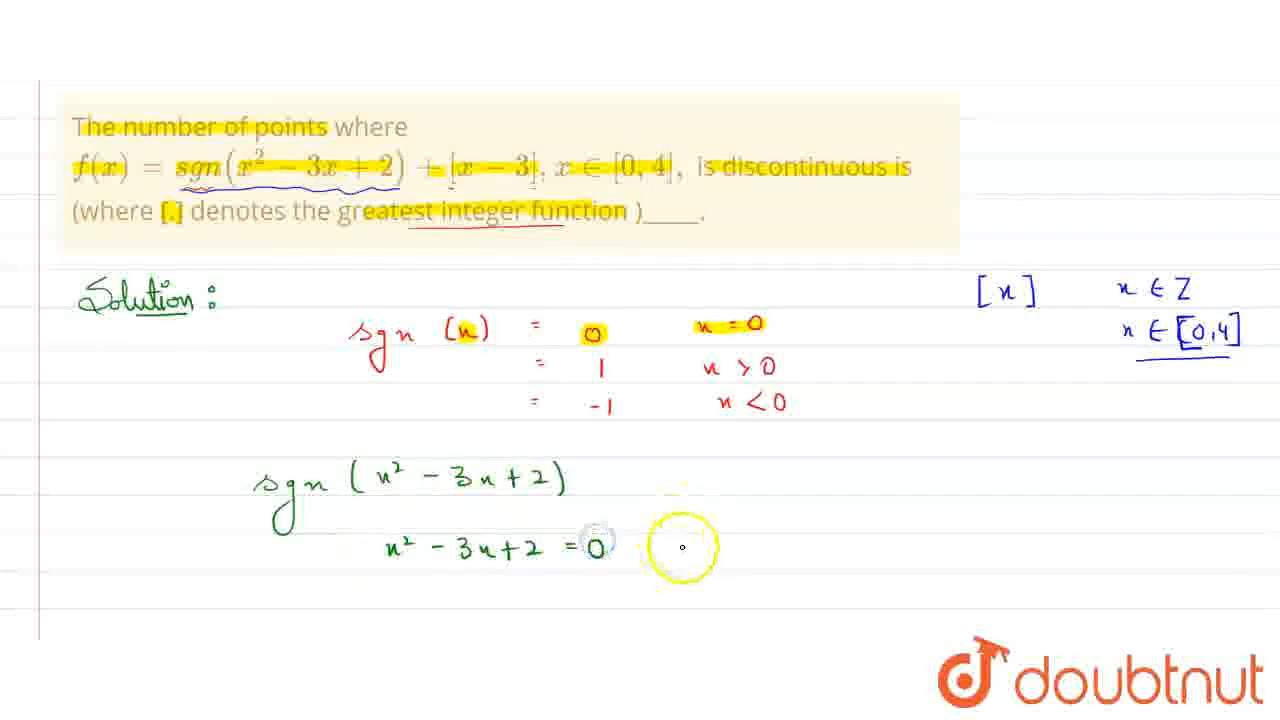 The number of points where
f(x) = sgn(x² − 3x + 2) + [x − 3], x ∈ [0, 4], is discontinuous is
(where [.] denotes the greatest integer function )____.
Solution :
[x] x ∈ Z
x ∈ [0,4]
sgn (x) = 0 x = 0
= 1 x > 0
= -1 x < 0
sgn (x² - 3x + 2)
x² - 3x + 2 = 0
doubtnut